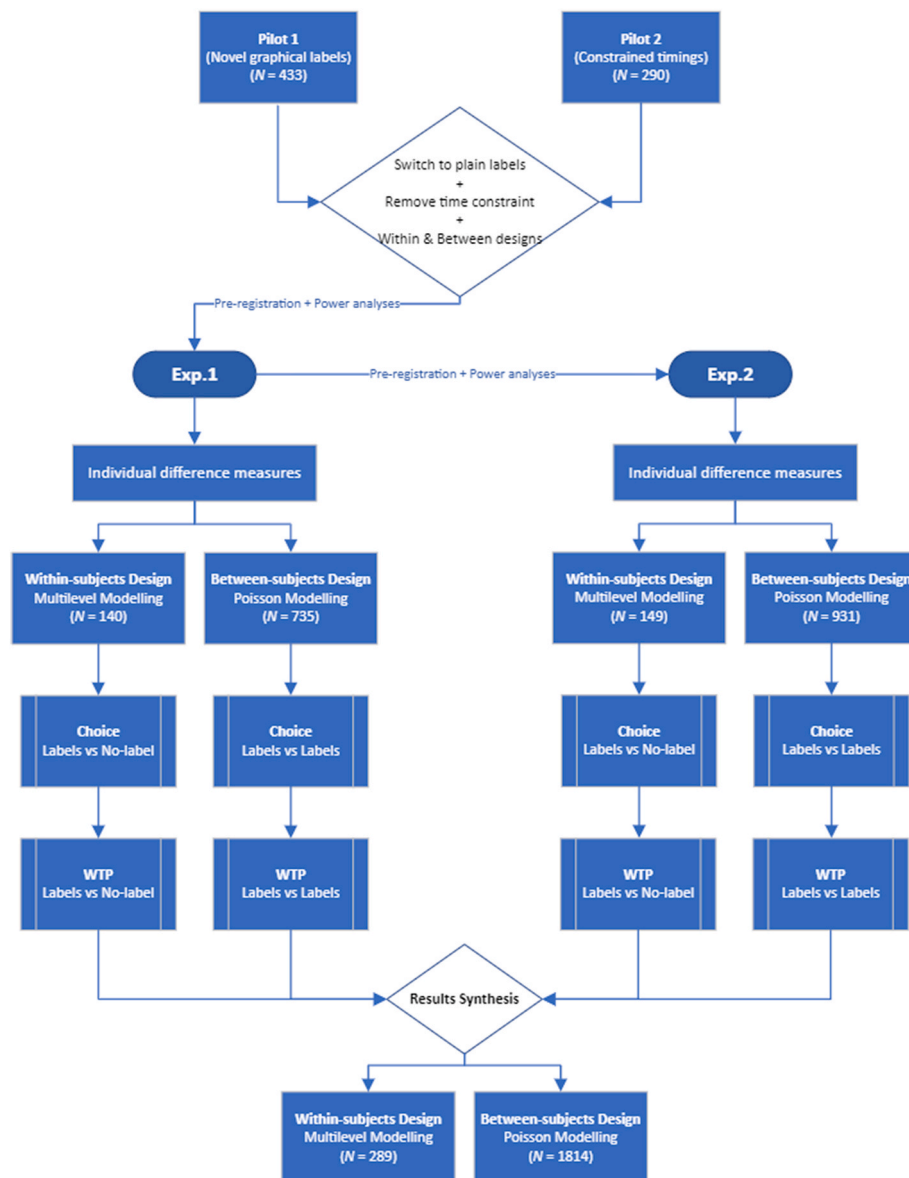 Pilot 1
(Novel graphical labels)
(N = 433)
Pilot 2
(Constrained timings)
(N = 290)
Switch to plain labels
+
Remove time constraint
+
Within & Between designs
Pre-registration + Power analyses
Exp.1
Pre-registration + Power analyses
Exp.2
Individual difference measures
Individual difference measures
Within-subjects Design
Multilevel Modelling
(N = 140)
Between-subjects Design
Poisson Modelling
(N = 735)
Within-subjects Design
Multilevel Modelling
(N = 149)
Between-subjects Design
Poisson Modelling
(N = 931)
Choice
Labels vs No-label
Choice
Labels vs Labels
Choice
Labels vs No-label
Choice
Labels vs Labels
WTP
Labels vs No-label
WTP
Labels vs Labels
WTP
Labels vs No-label
WTP
Labels vs Labels
Results Synthesis
Within-subjects Design
Multilevel Modelling
(N = 289)
Between-subjects Design
Poisson Modelling
(N = 1814)